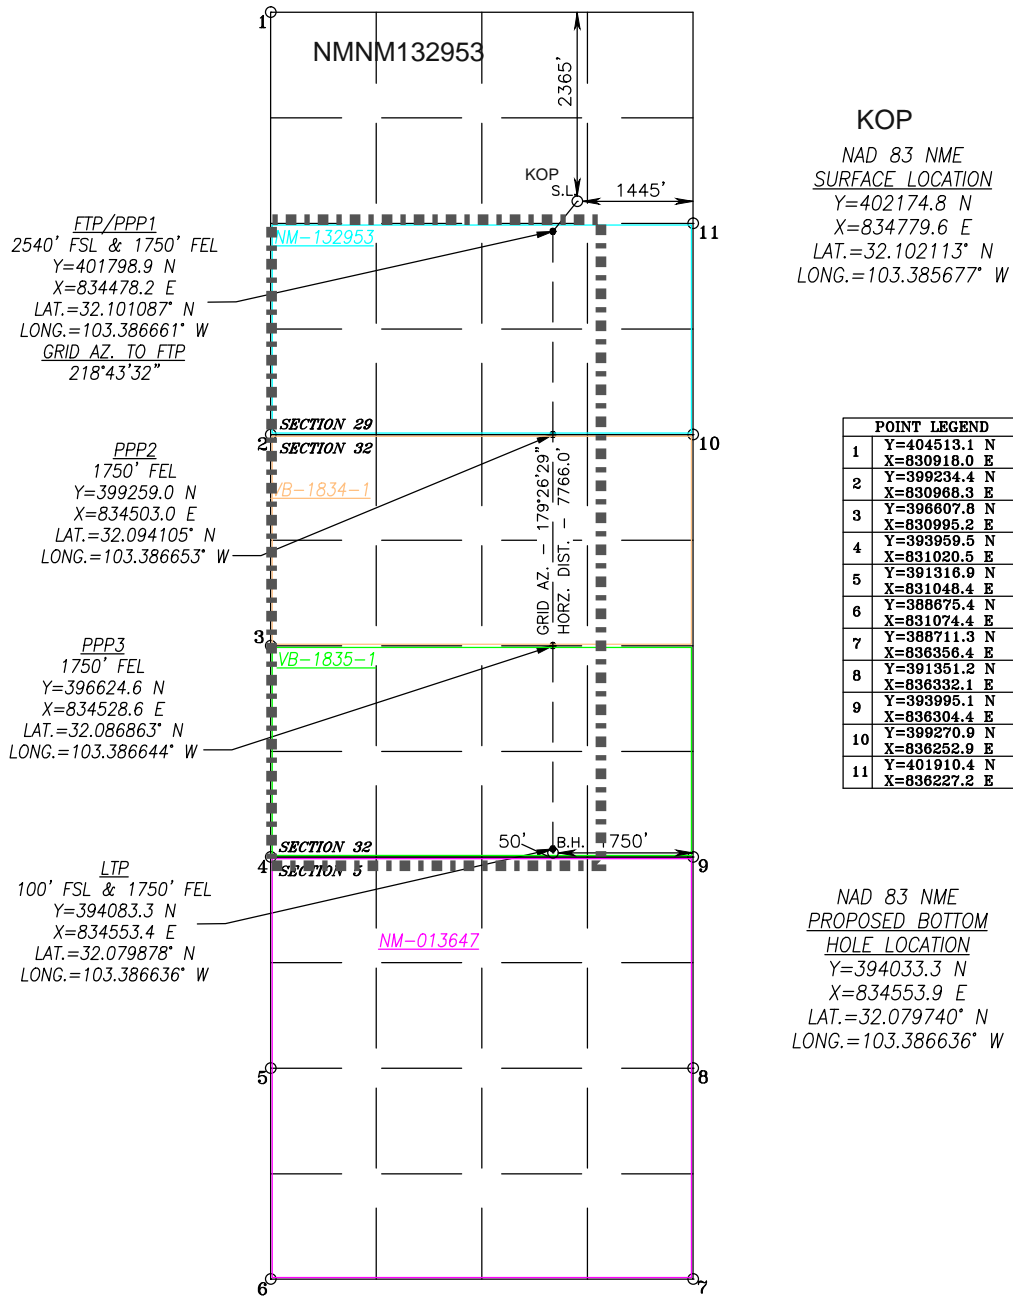 1
NMNM132953
2365'
KOP
S.L.
1445'
KOP
NAD 83 NME
SURFACE LOCATION
Y=402174.8 N
X=834779.6 E
LAT.=32.102113° N
LONG.=103.385677° W
FTP/PPP1
2540' FSL & 1750' FEL
Y=401798.9 N
X=834478.2 E
LAT.=32.101087° N
LONG.=103.386661° W
GRID AZ. TO FTP
218°43'32"
NM-132953
11
SECTION 29
2
SECTION 32
10
PPP2
1750' FEL
Y=399259.0 N
X=834503.0 E
LAT.=32.094105° N
LONG.=103.386653° W
VB-1834-1
GRID AZ. – 179°26'29"
HORZ. DIST. – 7766.0'
POINT LEGEND
1 Y=404513.1 N
X=830918.0 E
2 Y=399234.4 N
X=830968.3 E
3 Y=396607.8 N
X=830995.2 E
4 Y=393959.5 N
X=831020.5 E
5 Y=391316.9 N
X=831048.4 E
6 Y=388675.4 N
X=831074.4 E
7 Y=388711.3 N
X=836356.4 E
8 Y=391351.2 N
X=836332.1 E
9 Y=393995.1 N
X=836304.4 E
10 Y=399270.9 N
X=836252.9 E
11 Y=401910.4 N
X=836227.2 E
3
VB-1835-1
PPP3
1750' FEL
Y=396624.6 N
X=834528.6 E
LAT.=32.086863° N
LONG.=103.386644° W
50'
B.H.
1750'
SECTION 32
4
SECTION 5
9
LTP
100' FSL & 1750' FEL
Y=394083.3 N
X=834553.4 E
LAT.=32.079878° N
LONG.=103.386636° W
NM-013647
NAD 83 NME
PROPOSED BOTTOM
HOLE LOCATION
Y=394033.3 N
X=834553.9 E
LAT.=32.079740° N
LONG.=103.386636° W
5
8
6
7